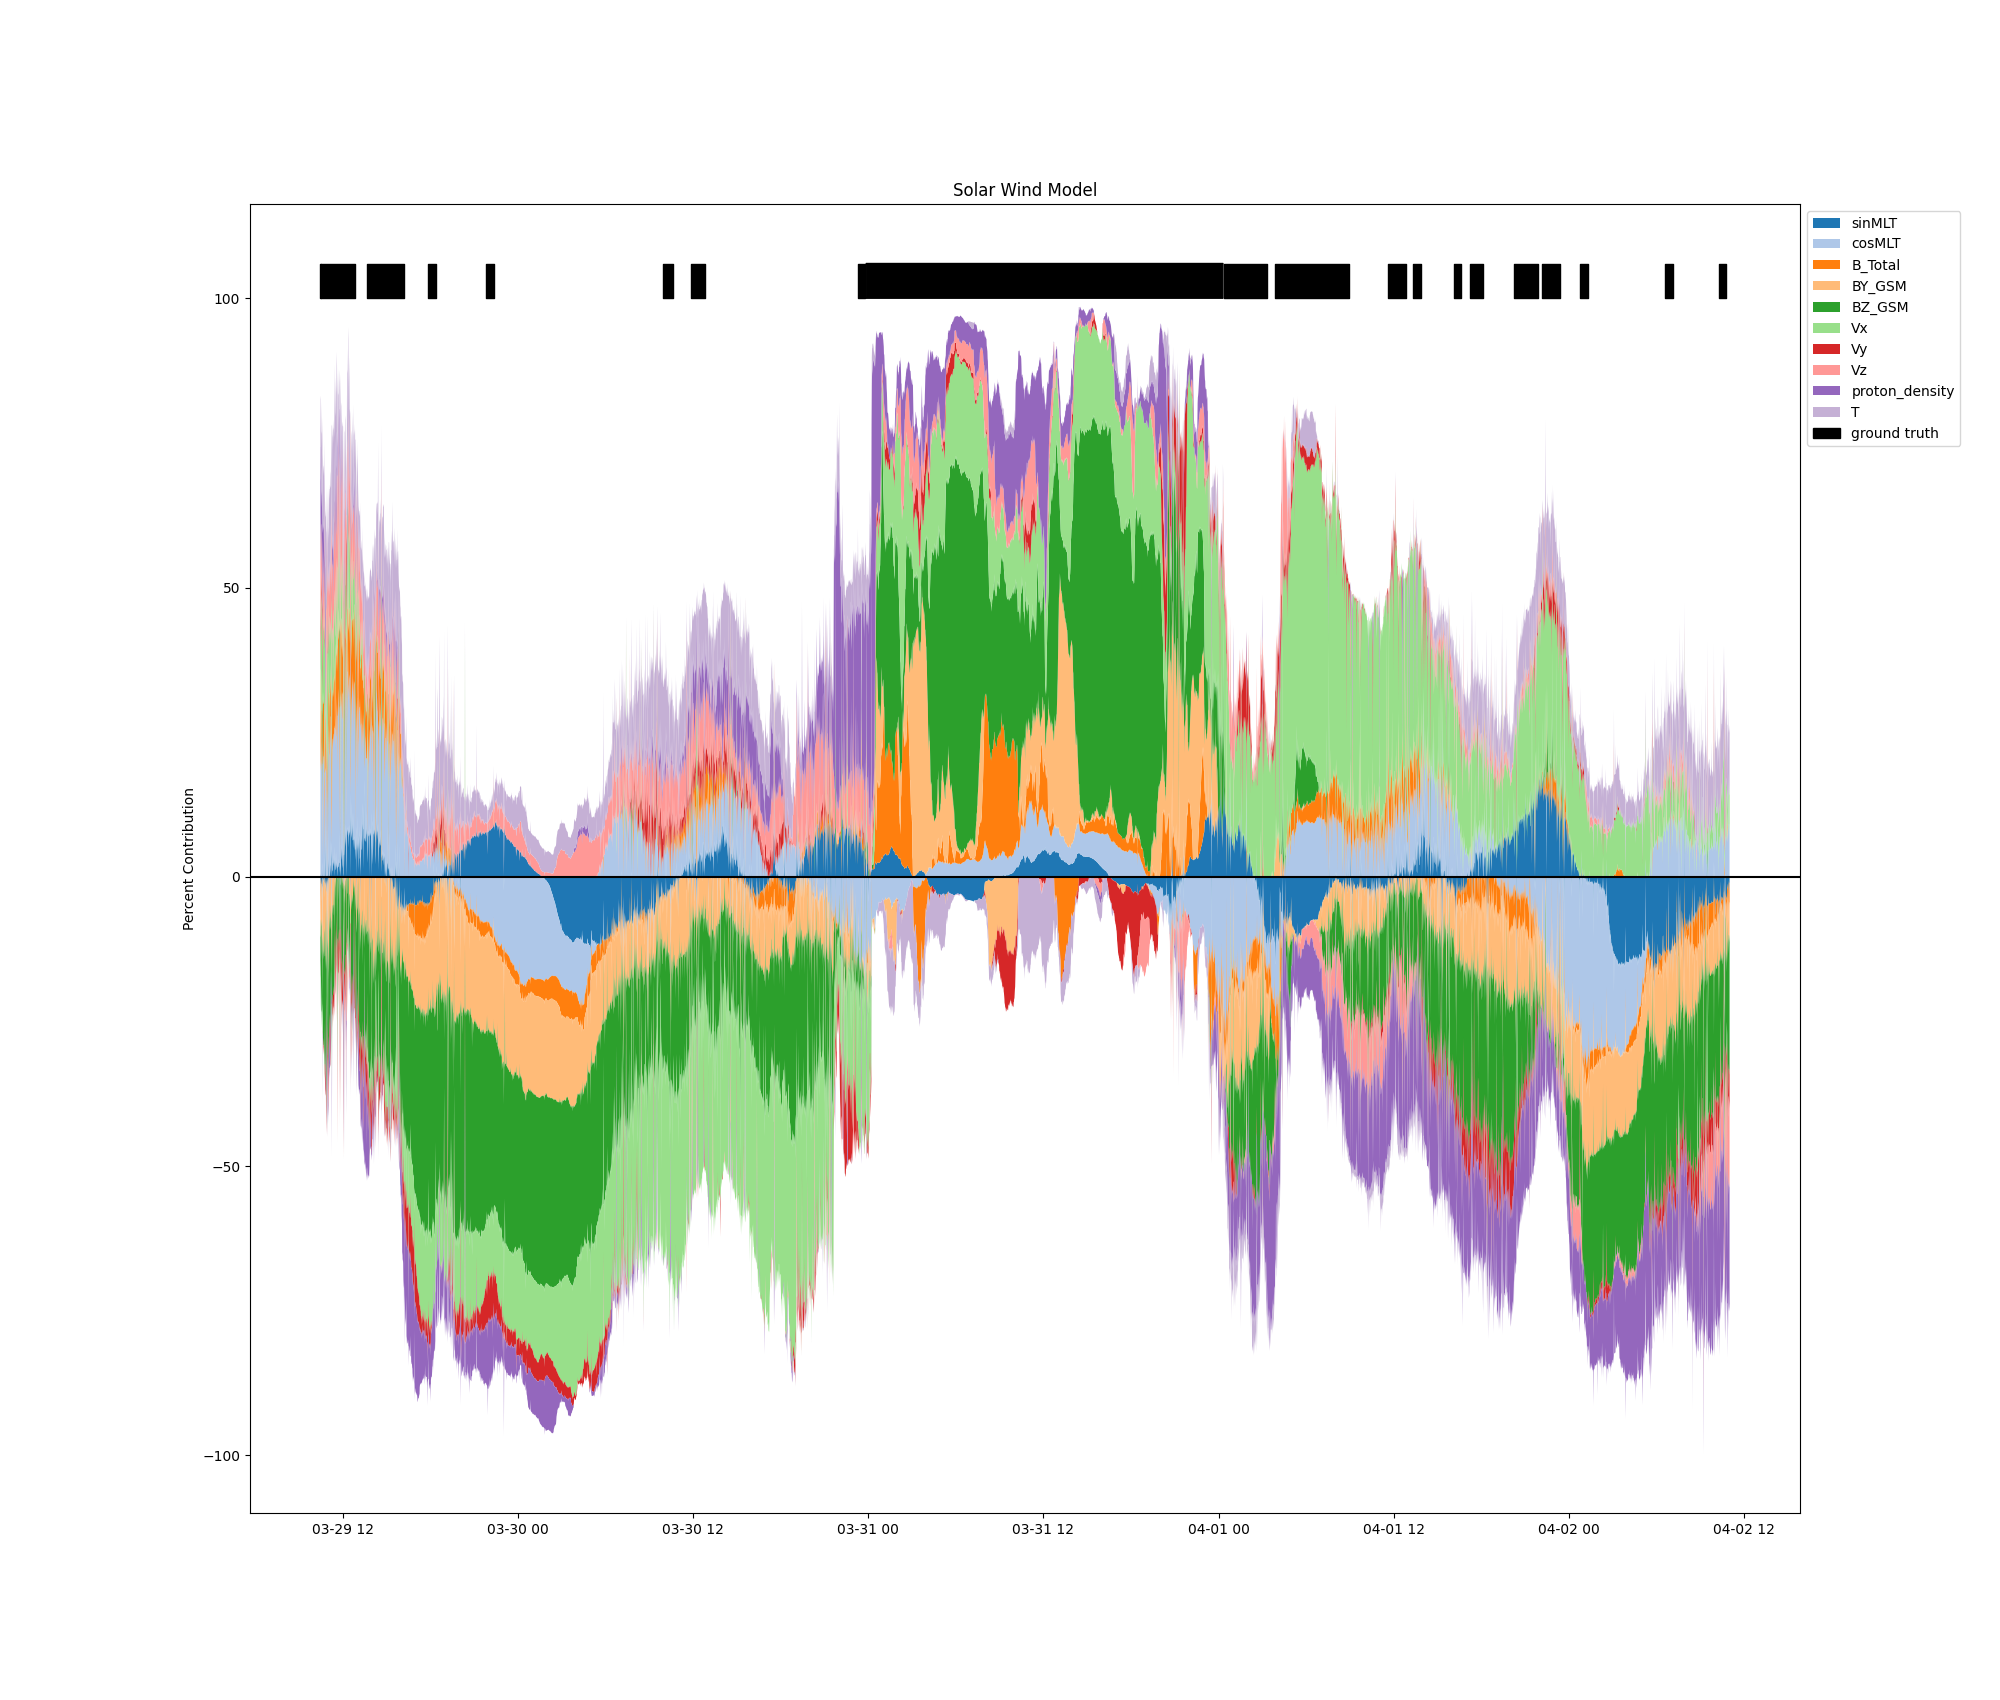 Solar Wind Model
sinMLT
cosMLT
B_Total
BY_GSM
BZ_GSM
Vx
Vy
Vz
proton_density
T
ground truth
Percent Contribution
100
50
0
−50
−100
03-29 12
03-30 00
03-30 12
03-31 00
03-31 12
04-01 00
04-01 12
04-02 00
04-02 12